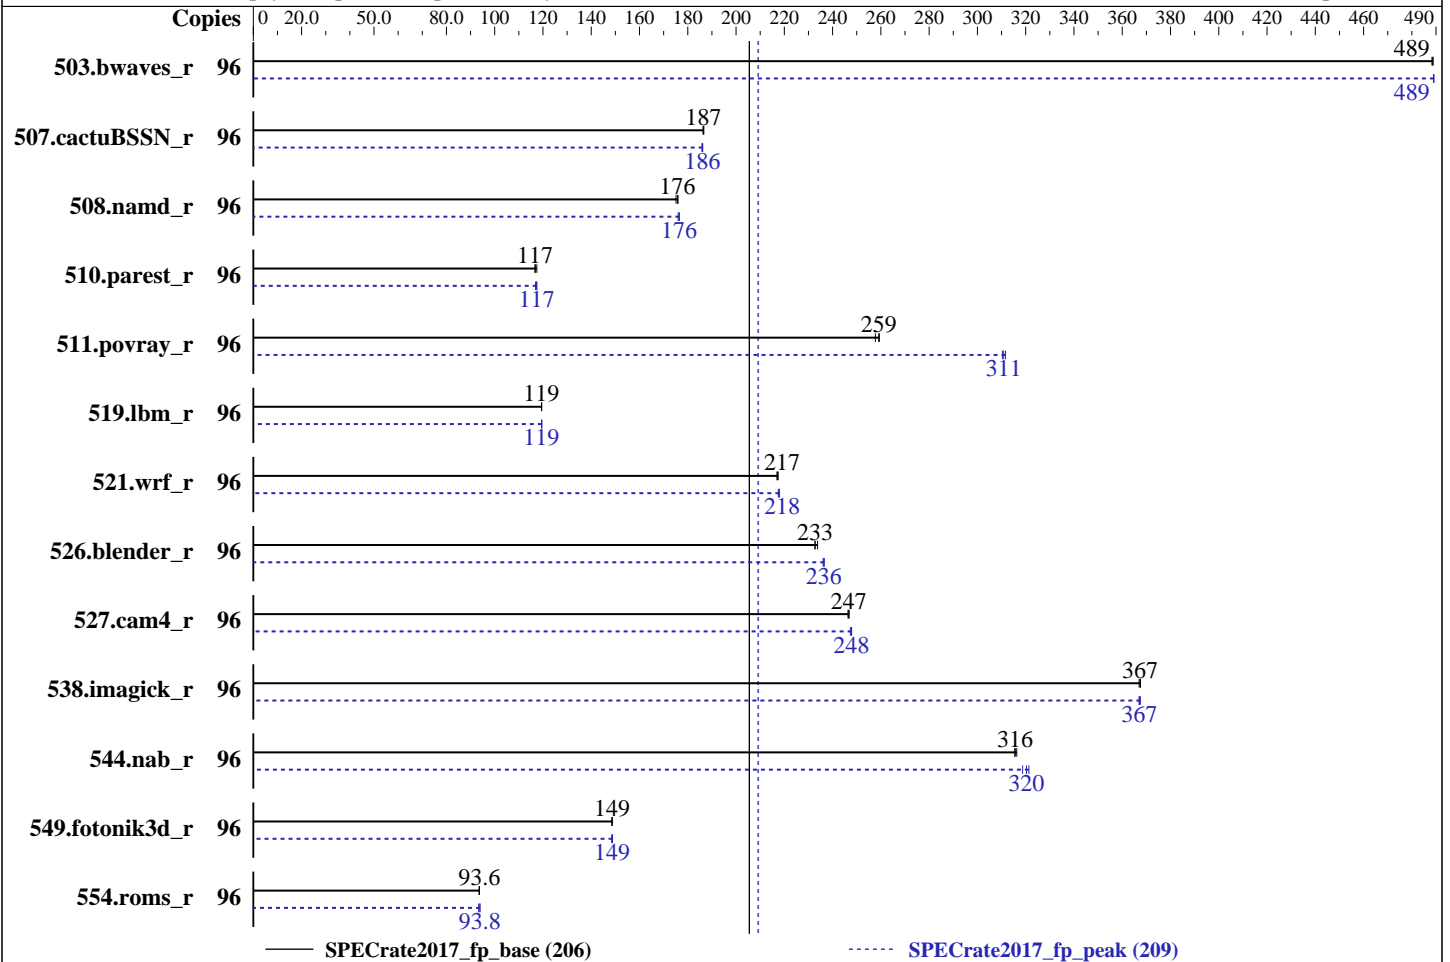 Copies 0 20.0 50.0 80.0 100 120 140 160 180 200 220 240 260 280 300 320 340 360 380 400 420 440 460 490
503.bwaves_r 96 489
489
507.cactuBSSN_r 96 187
186
508.namd_r 96 176
176
510.parest_r 96 117
117
511.povray_r 96 259
311
519.lbm_r 96 119
119
521.wrf_r 96 217
218
526.blender_r 96 233
236
527.cam4_r 96 247
248
538.imagick_r 96 367
367
544.nab_r 96 316
320
549.fotonik3d_r 96 149
149
554.roms_r 96 93.6
93.8
SPECrate2017_fp_base (206) SPECrate2017_fp_peak (209)